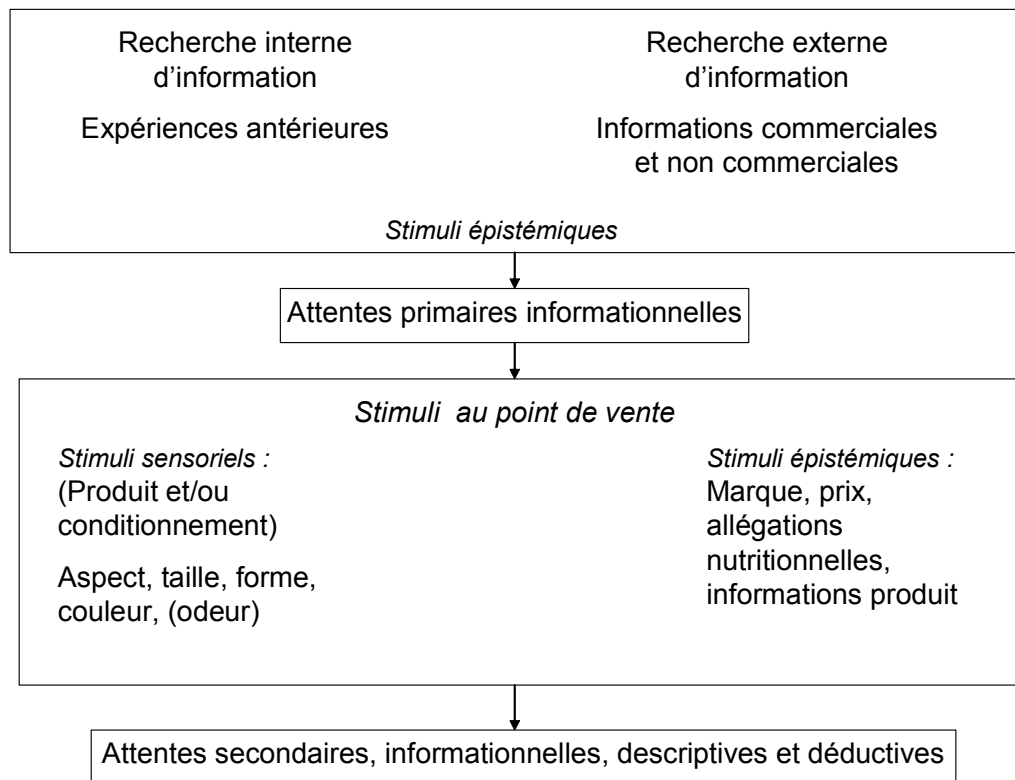 Recherche interne
d’information
Expériences antérieures
Recherche externe
d’information
Informations commerciales
et non commerciales
Stimuli épistémiques
Attentes primaires informationnelles
Stimuli au point de vente
Stimuli sensoriels :
(Produit et/ou
conditionnement)
Aspect, taille, forme,
couleur, (odeur)
Stimuli épistémiques :
Marque, prix,
allégations
nutritionnelles,
informations produit
Attentes secondaires, informationnelles, descriptives et déductives